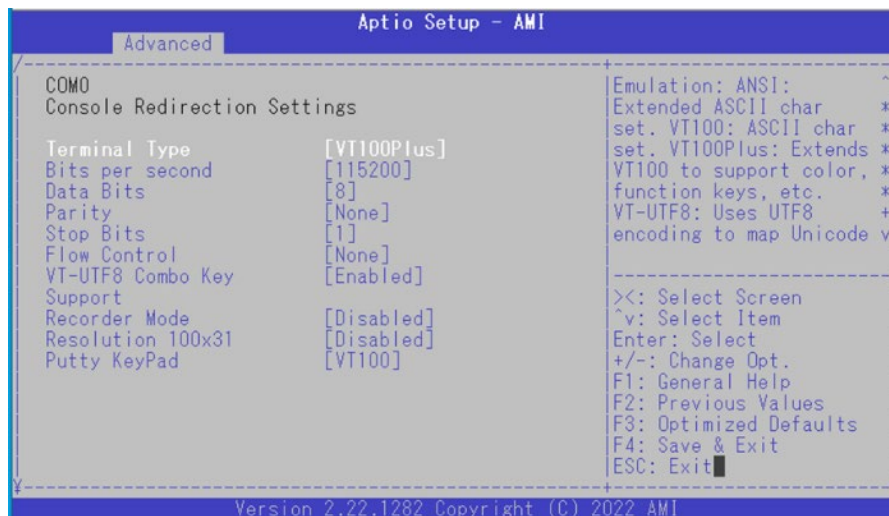 Aptio Setup - AMI
Advanced
COM0
Console Redirection Settings
Terminal Type [VT100Plus]
Bits per second [115200]
Data Bits [8]
Parity [None]
Stop Bits [1]
Flow Control [None]
VT-UTF8 Combo Key [Enabled]
Support
Recorder Mode [Disabled]
Resolution 100x31 [Disabled]
Putty KeyPad [VT100]
Emulation: ANSI: ^
Extended ASCII char *
set. VT100: ASCII char *
set. VT100Plus: Extends *
VT100 to support color, *
function keys, etc. *
VT-UTF8: Uses UTF8 +
encoding to map Unicode v
><: Select Screen
^v: Select Item
Enter: Select
+/-: Change Opt.
F1: General Help
F2: Previous Values
F3: Optimized Defaults
F4: Save & Exit
ESC: Exit
Version 2.22.1282 Copyright (C) 2022 AMI